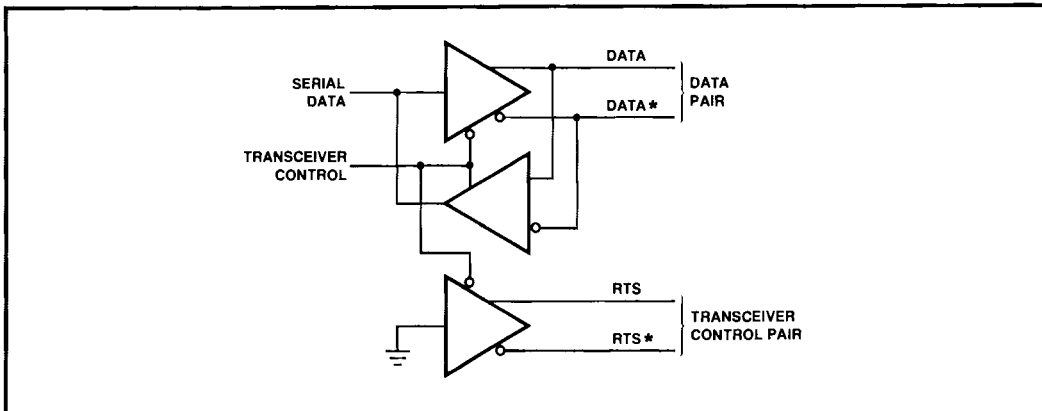 SERIAL
DATA
TRANSCEIVER
CONTROL
DATA
DATA*
DATA
PAIR
RTS
RTS*
TRANSCEIVER
CONTROL PAIR